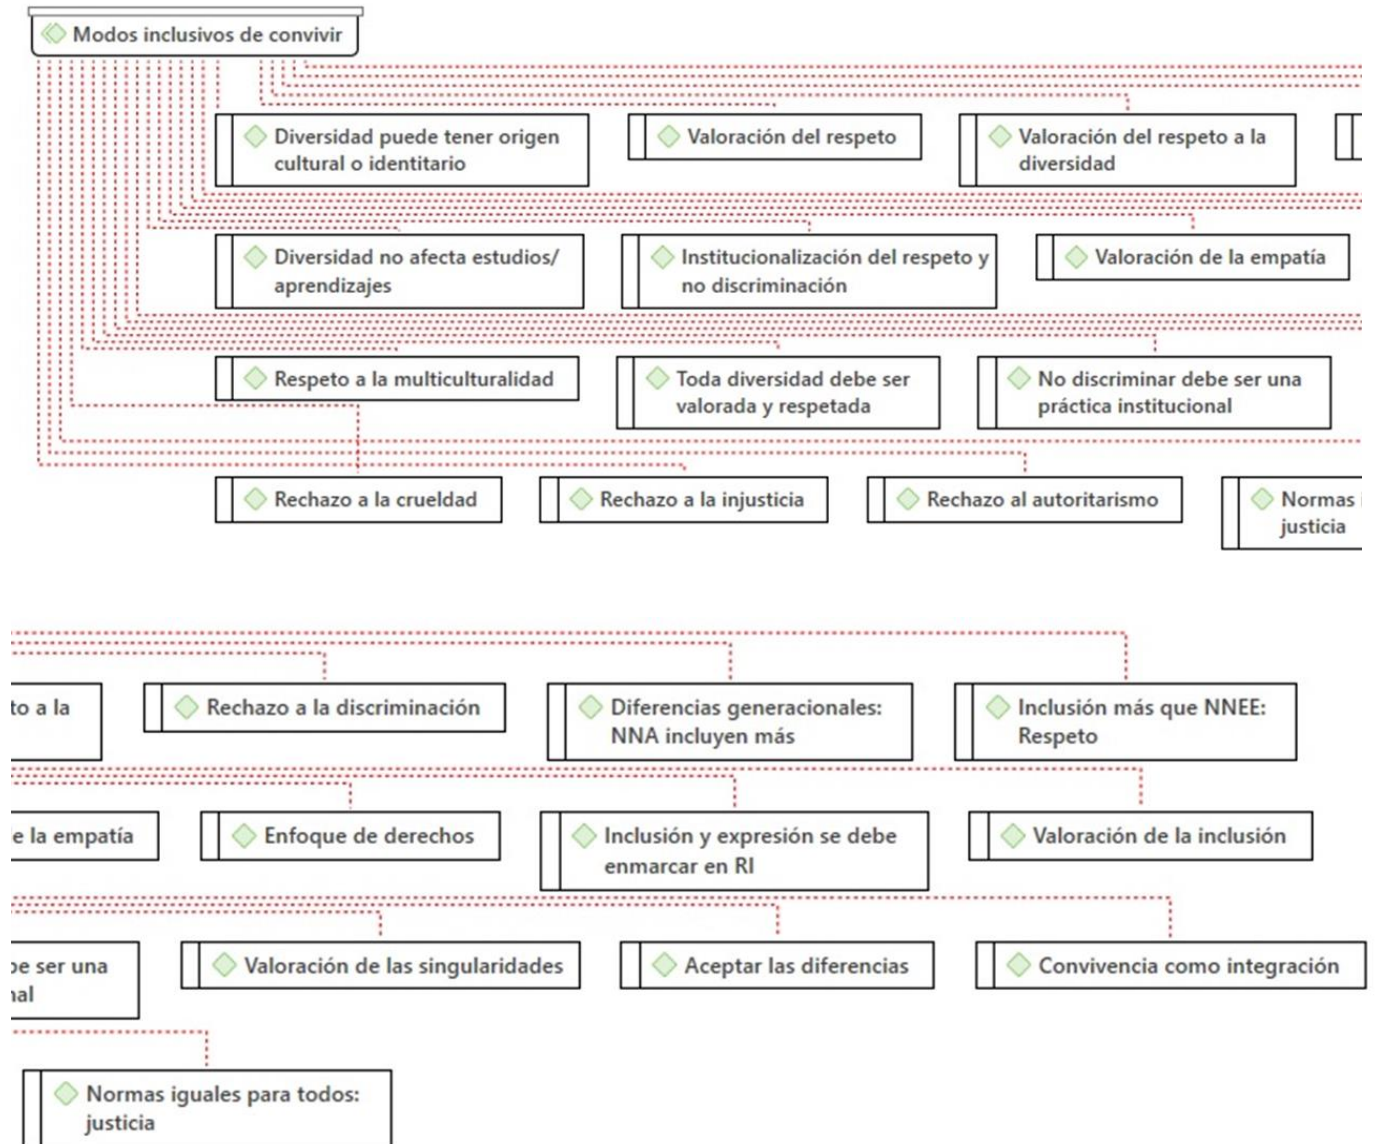 Modos inclusivos de convivir
Diversidad puede tener origen
cultural o identitario
Valoración del respeto
Valoración del respeto a la
diversidad
Diversidad no afecta estudios/
aprendizajes
Institucionalización del respeto y
no discriminación
Valoración de la empatía
Respeto a la multiculturalidad
Toda diversidad debe ser
valorada y respetada
No discriminar debe ser una
práctica institucional
Rechazo a la crueldad
Rechazo a la injusticia
Rechazo al autoritarismo
Normas i
justicia
to a la
Rechazo a la discriminación
Diferencias generacionales:
NNA incluyen más
Inclusión más que NNEE:
Respeto
e la empatía
Enfoque de derechos
Inclusión y expresión se debe
enmarcar en RI
Valoración de la inclusión
be ser una
nal
Valoración de las singularidades
Aceptar las diferencias
Convivencia como integración
Normas iguales para todos:
justicia